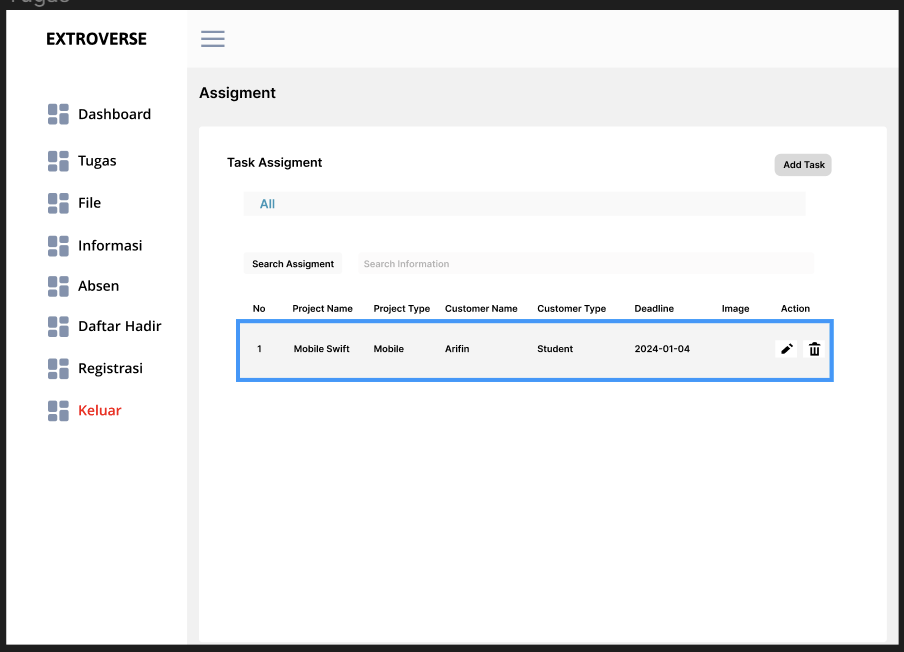 Tugas
EXTROVERSE
Assigment
Dashboard
Tugas
File
Informasi
Absen
Daftar Hadir
Registrasi
Keluar
Task Assigment
Add Task
All
Search Assigment
Search Information
No Project Name Project Type Customer Name Customer Type Deadline Image Action
1 Mobile Swift Mobile Arifin Student 2024-01-04